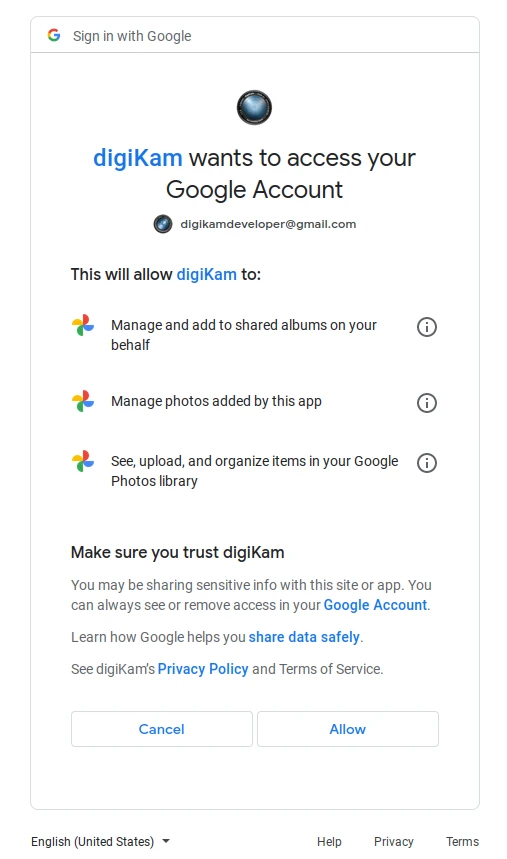 Sign in with Google
digiKam wants to access your
Google Account
digikamdeveloper@gmail.com
This will allow digiKam to:
Manage and add to shared albums on your
behalf
Manage photos added by this app
See, upload, and organize items in your Google
Photos library
Make sure you trust digiKam
You may be sharing sensitive info with this site or app. You
can always see or remove access in your Google Account.
Learn how Google helps you share data safely.
See digiKam's Privacy Policy and Terms of Service.
Cancel Allow
English (United States) Help Privacy Terms